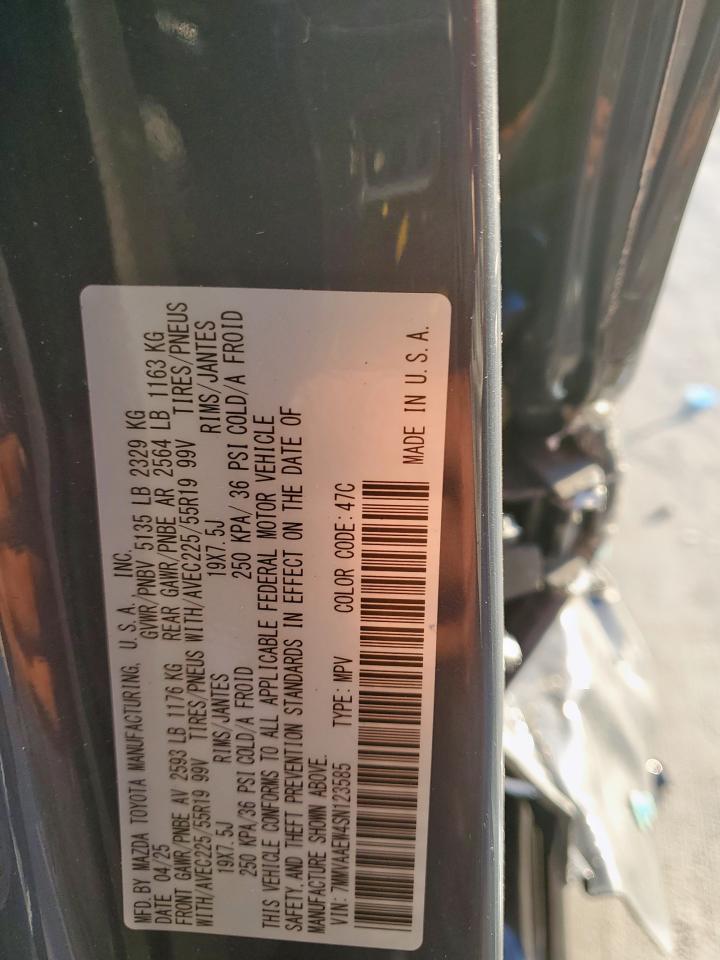 MFD. BY MAZDA TOYOTA MANUFACTURING, U.S.A. INC.
DATE 04/25 GVWR/PNBV 5135 LB 2329 KG
FRONT GAWR/PNBE AV 2593 LB 1176 KG REAR GAWR/PNBE AR 2564 LB 1163 KG
WITH/AVEC225/55R19 99V TIRES/PNEUS WITH/AVEC225/55R19 99V TIRES/PNEUS
19X7.5J RIMS/JANTES 19X7.5J RIMS/JANTES
250 KPA/36 PSI COLD/A FROID 250 KPA/ 36 PSI COLD/A FROID
THIS VEHICLE CONFORMS TO ALL APPLICABLE FEDERAL MOTOR VEHICLE
SAFETY, AND THEFT PREVENTION STANDARDS IN EFFECT ON THE DATE OF
MANUFACTURE SHOWN ABOVE.
VIN: 7MMVAAEW4SN123585 TYPE: MPV COLOR CODE: 47C
MADE IN U.S.A.